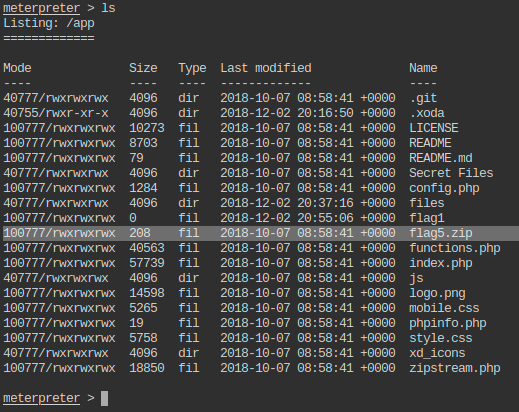 meterpreter > ls
Listing: /app
=============
Mode              Size   Type  Last modified              Name
----              ----   ----  -------------              ----
40777/rwxrwxrwx   4096   dir   2018-10-07 08:58:41 +0000  .git
40755/rwxr-xr-x   4096   dir   2018-12-02 20:16:50 +0000  .xoda
100777/rwxrwxrwx  10273  fil   2018-10-07 08:58:41 +0000  LICENSE
100777/rwxrwxrwx  8703   fil   2018-10-07 08:58:41 +0000  README
100777/rwxrwxrwx  79     fil   2018-10-07 08:58:41 +0000  README.md
40777/rwxrwxrwx   4096   dir   2018-10-07 08:58:41 +0000  Secret Files
100777/rwxrwxrwx  1284   fil   2018-10-07 08:58:41 +0000  config.php
40777/rwxrwxrwx   4096   dir   2018-12-02 20:37:16 +0000  files
100777/rwxrwxrwx  0      fil   2018-12-02 20:55:06 +0000  flag1
100777/rwxrwxrwx  208    fil   2018-10-07 08:58:41 +0000  flag5.zip
100777/rwxrwxrwx  40563  fil   2018-10-07 08:58:41 +0000  functions.php
100777/rwxrwxrwx  57739  fil   2018-10-07 08:58:41 +0000  index.php
40777/rwxrwxrwx   4096   dir   2018-10-07 08:58:41 +0000  js
100777/rwxrwxrwx  14598  fil   2018-10-07 08:58:41 +0000  logo.png
100777/rwxrwxrwx  5265   fil   2018-10-07 08:58:41 +0000  mobile.css
100777/rwxrwxrwx  19     fil   2018-10-07 08:58:41 +0000  phpinfo.php
100777/rwxrwxrwx  5758   fil   2018-10-07 08:58:41 +0000  style.css
40777/rwxrwxrwx   4096   dir   2018-10-07 08:58:41 +0000  xd_icons
100777/rwxrwxrwx  18850  fil   2018-10-07 08:58:41 +0000  zipstream.php
meterpreter >